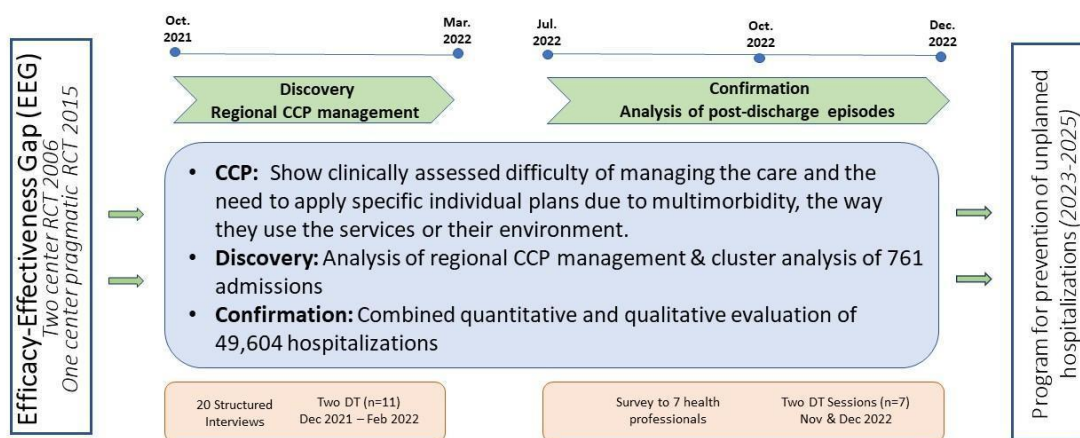 Efficacy-Effectiveness Gap (EEG)
Two center RCT 2006
One center pragmatic RCT 2015
Oct.
2021
Mar.
2022
Jul.
2022
Oct.
2022
Dec.
2022
Discovery
Regional CCP management
Confirmation
Analysis of post-discharge episodes
• CCP: Show clinically assessed difficulty of managing the care and the
need to apply specific individual plans due to multimorbidity, the way
they use the services or their environment.
• Discovery: Analysis of regional CCP management & cluster analysis of 761
admissions
• Confirmation: Combined quantitative and qualitative evaluation of
49,604 hospitalizations
20 Structured
Interviews
Two DT (n=11)
Dec 2021 – Feb 2022
Survey to 7 health
professionals
Two DT Sessions (n=7)
Nov & Dec 2022
Program for prevention of unplanned
hospitalizations (2023-2025)